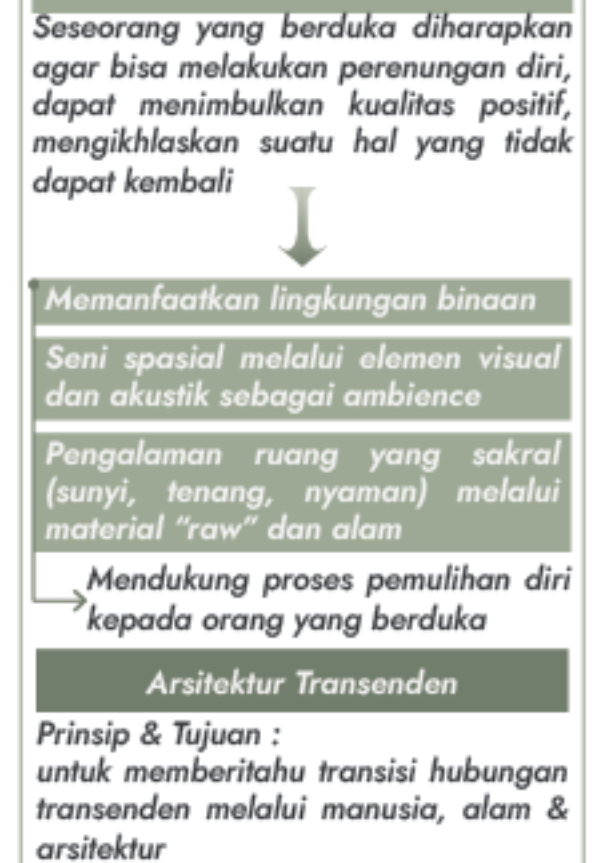 Seseorang yang berduka diharapkan
agar bisa melakukan perenungan diri,
dapat menimbulkan kualitas positif,
mengikhlaskan suatu hal yang tidak
dapat kembali
Memanfaatkan lingkungan binaan
Seni spasial melalui elemen visual
dan akustik sebagai ambience
Pengalaman ruang yang sakral
(sunyi, tenang, nyaman) melalui
material “raw” dan alam
Mendukung proses pemulihan diri
kepada orang yang berduka
Arsitektur Transenden
Prinsip & Tujuan :
untuk memberitahu transisi hubungan
transenden melalui manusia, alam &
arsitektur